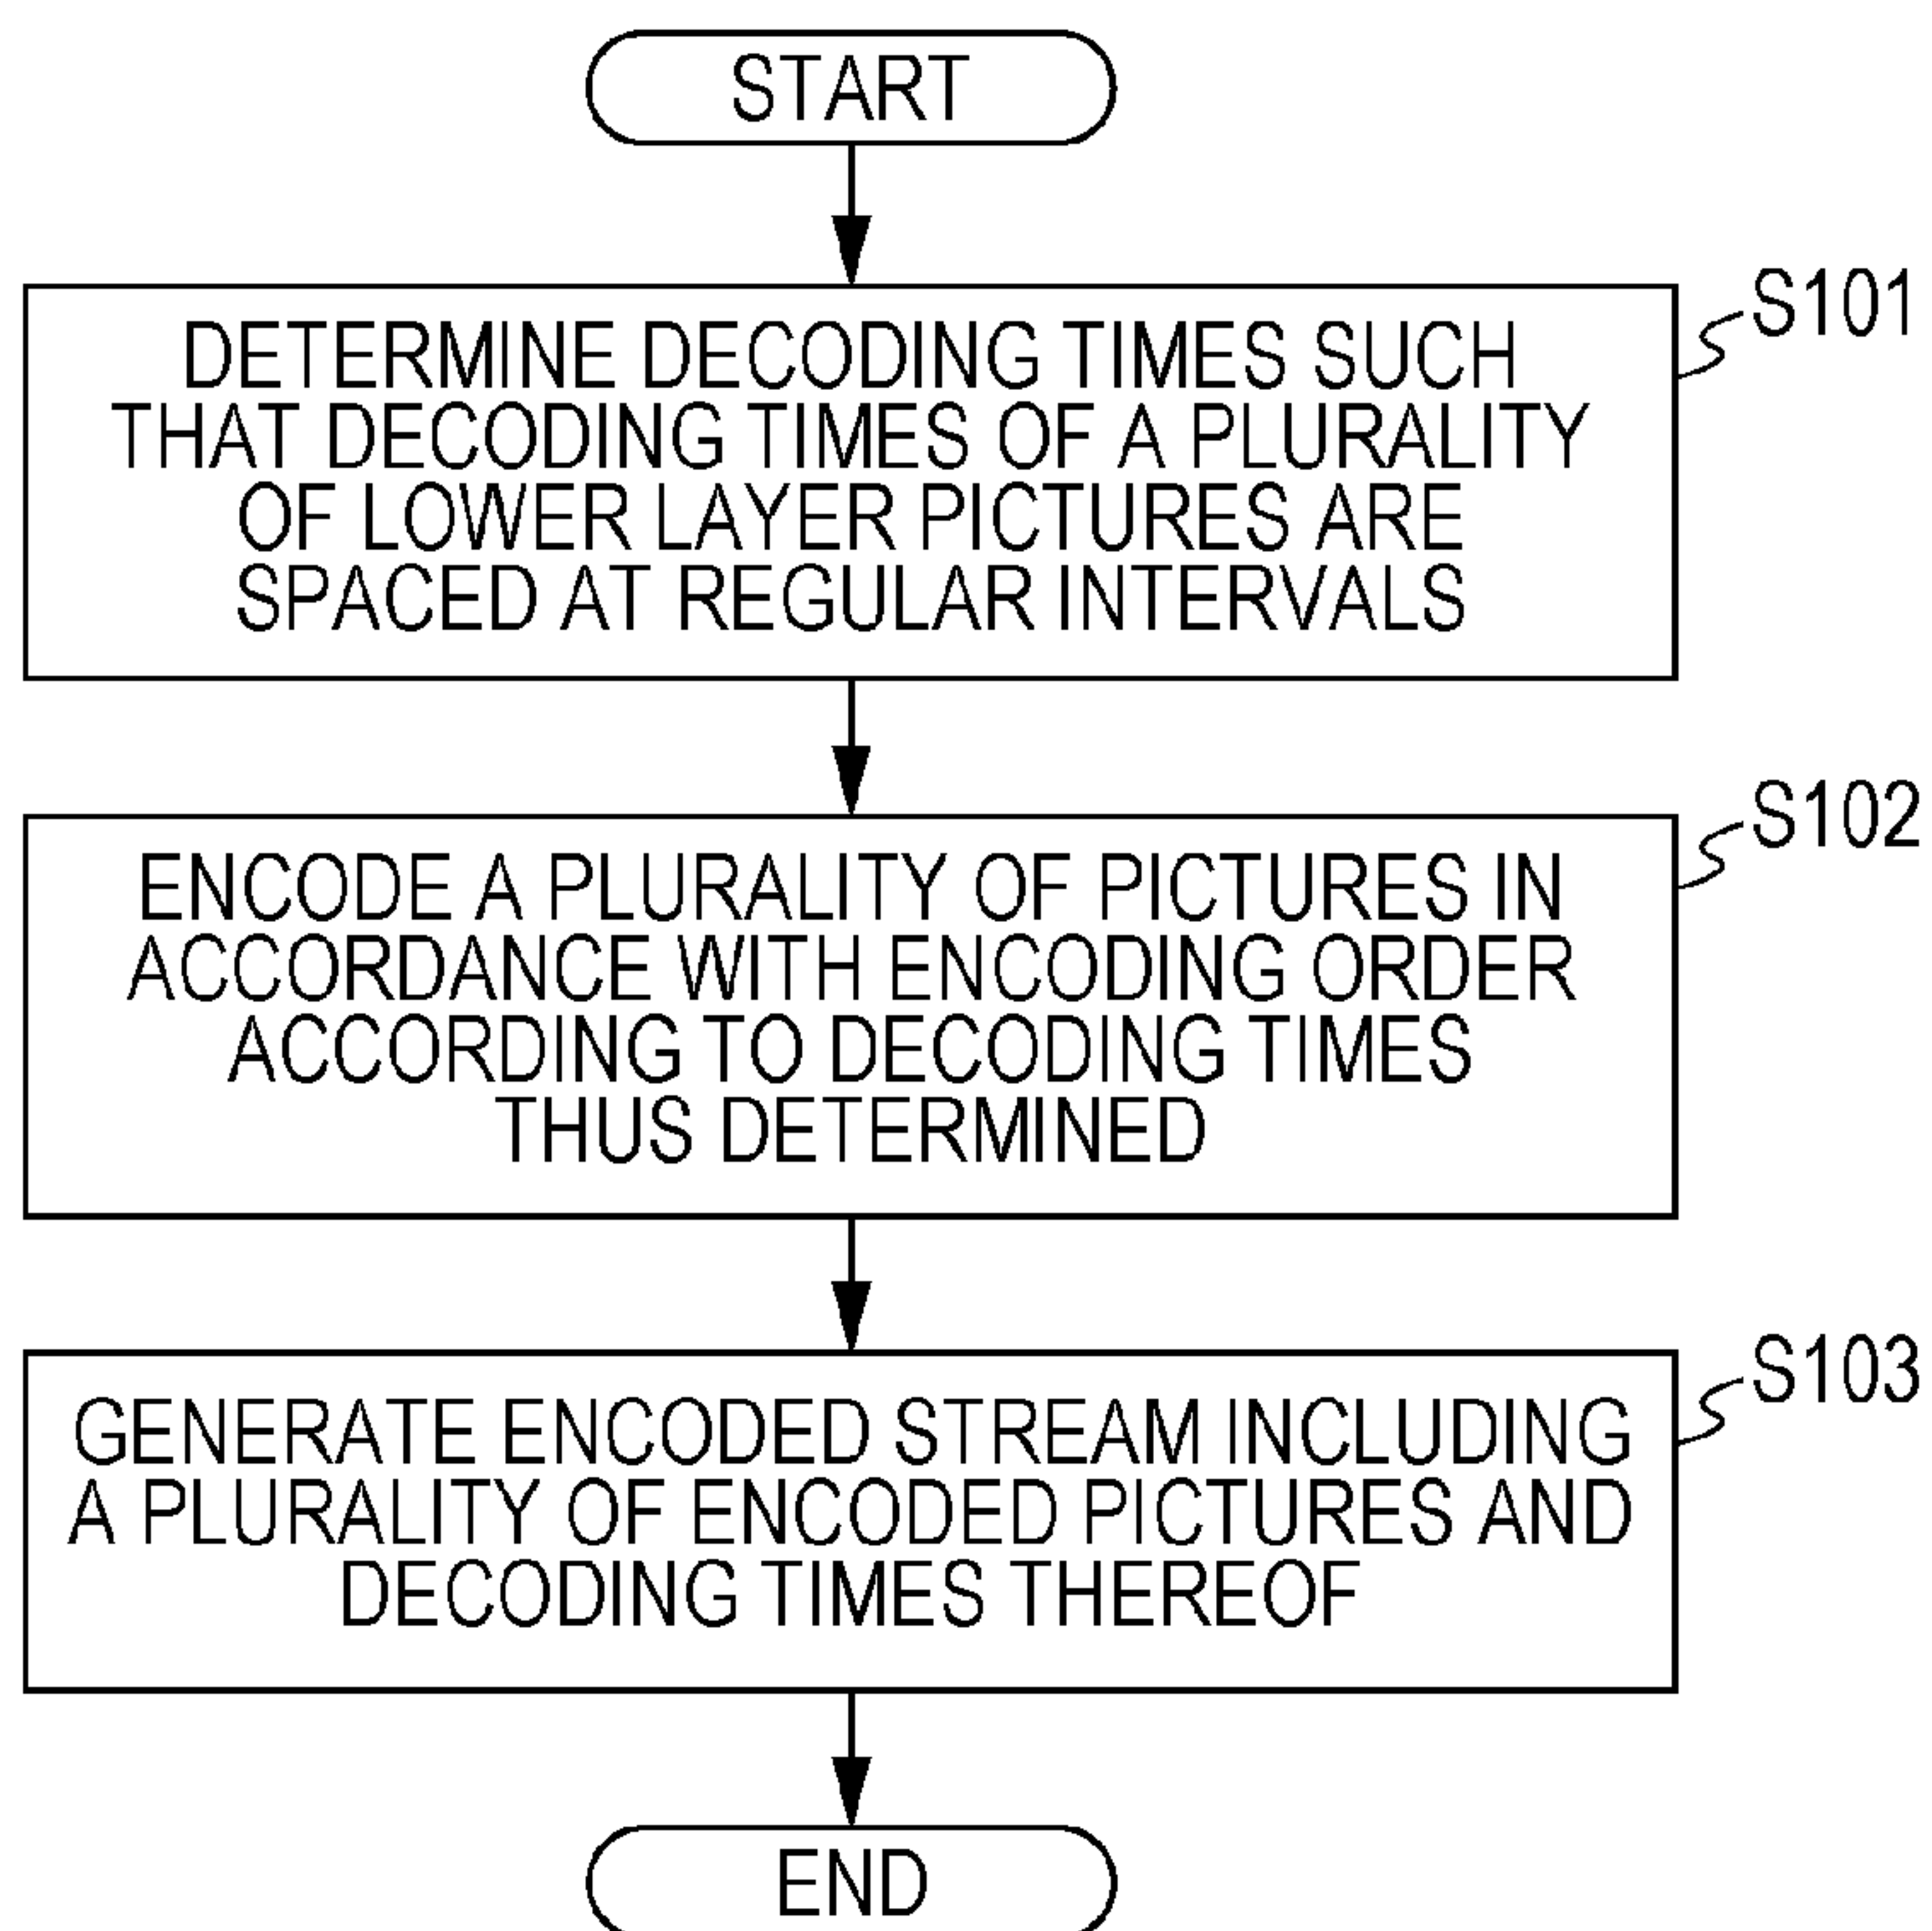 START
S101
DETERMINE DECODING TIMES SUCH
THAT DECODING TIMES OF A PLURALITY
OF LOWER LAYER PICTURES ARE
SPACED AT REGULAR INTERVALS
S102
ENCODE A PLURALITY OF PICTURES IN
ACCORDANCE WITH ENCODING ORDER
ACCORDING TO DECODING TIMES
THUS DETERMINED
S103
GENERATE ENCODED STREAM INCLUDING
A PLURALITY OF ENCODED PICTURES AND
DECODING TIMES THEREOF
END